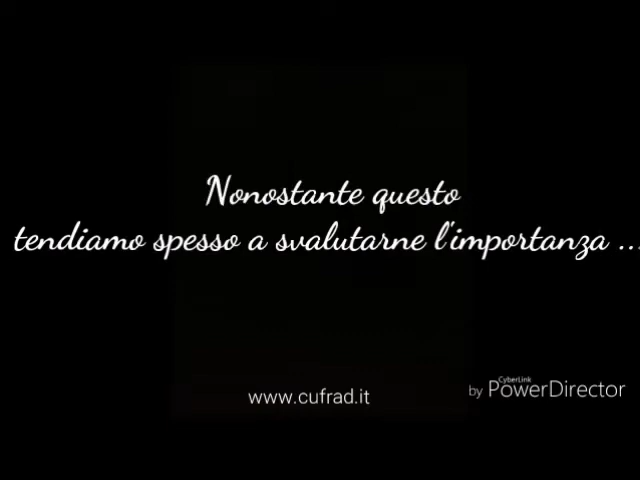 Nonostante questo
tendiamo spesso a svalutarne l'importanza ...
www.cufrad.it
by CyberLink PowerDirector